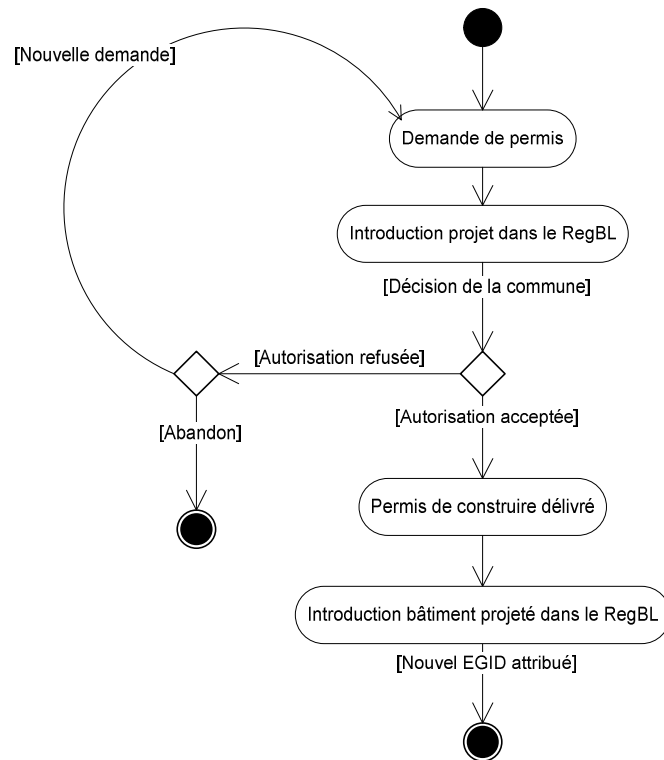 [Nouvelle demande]
Demande de permis
Introduction projet dans le RegBL
[Décision de la commune]
[Autorisation refusée]
[Autorisation acceptée]
[Abandon]
Permis de construire délivré
Introduction bâtiment projeté dans le RegBL
[Nouvel EGID attribué]